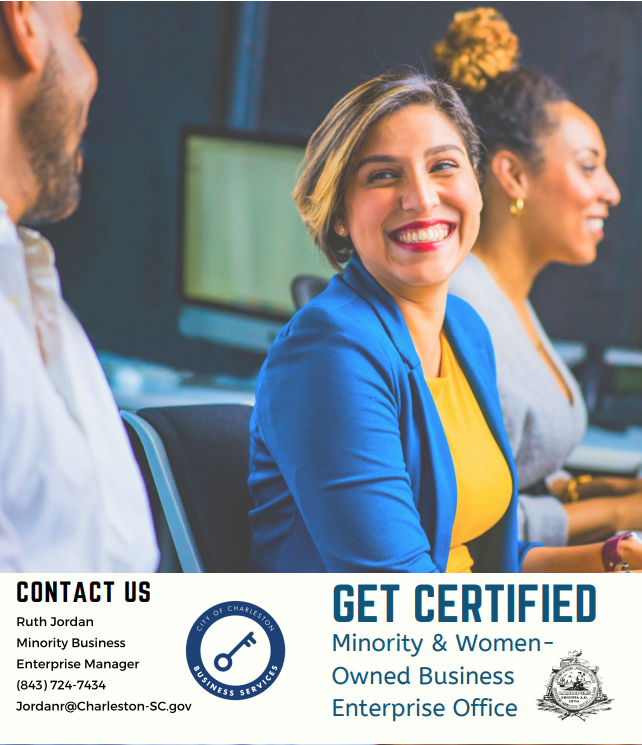 CONTACT US
Ruth Jordan
Minority Business
Enterprise Manager
(843) 724-7434
Jordanr@Charleston-SC.gov
CITY OF CHARLESTON
BUSINESS SERVICES
GET CERTIFIED
Minority & Women-
Owned Business
Enterprise Office